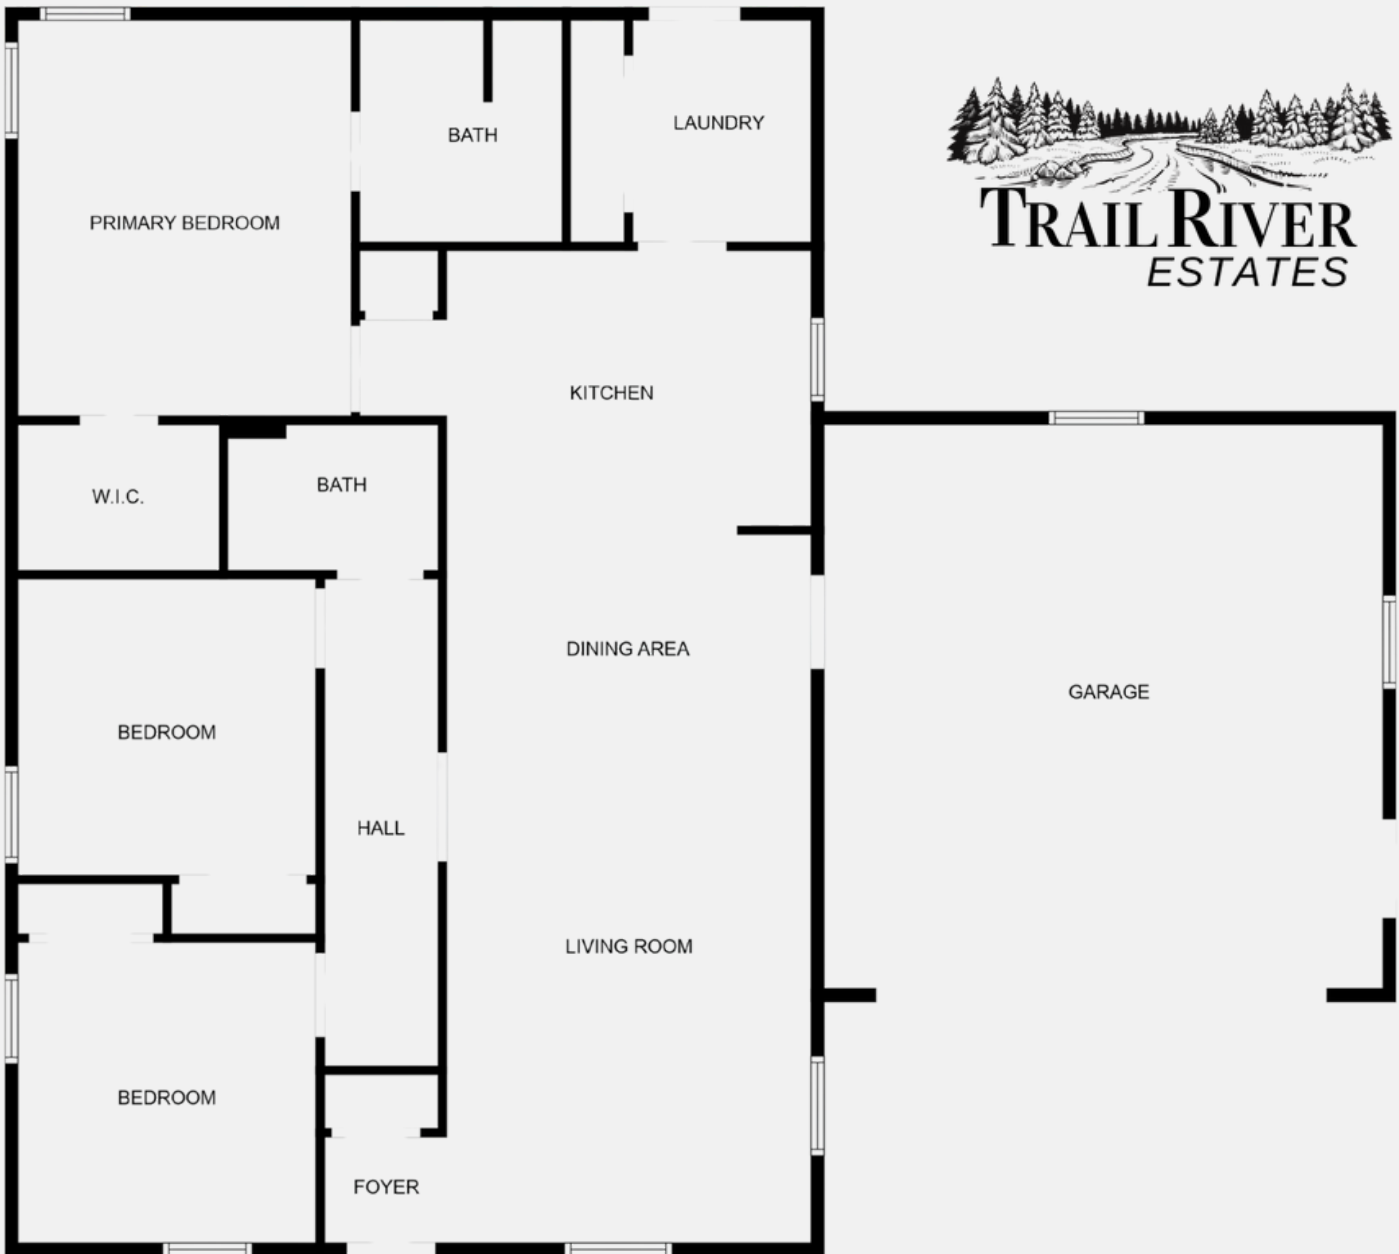 BATH
LAUNDRY
PRIMARY BEDROOM
TRAIL RIVER
ESTATES
KITCHEN
W.I.C.
BATH
DINING AREA
GARAGE
BEDROOM
HALL
LIVING ROOM
BEDROOM
FOYER